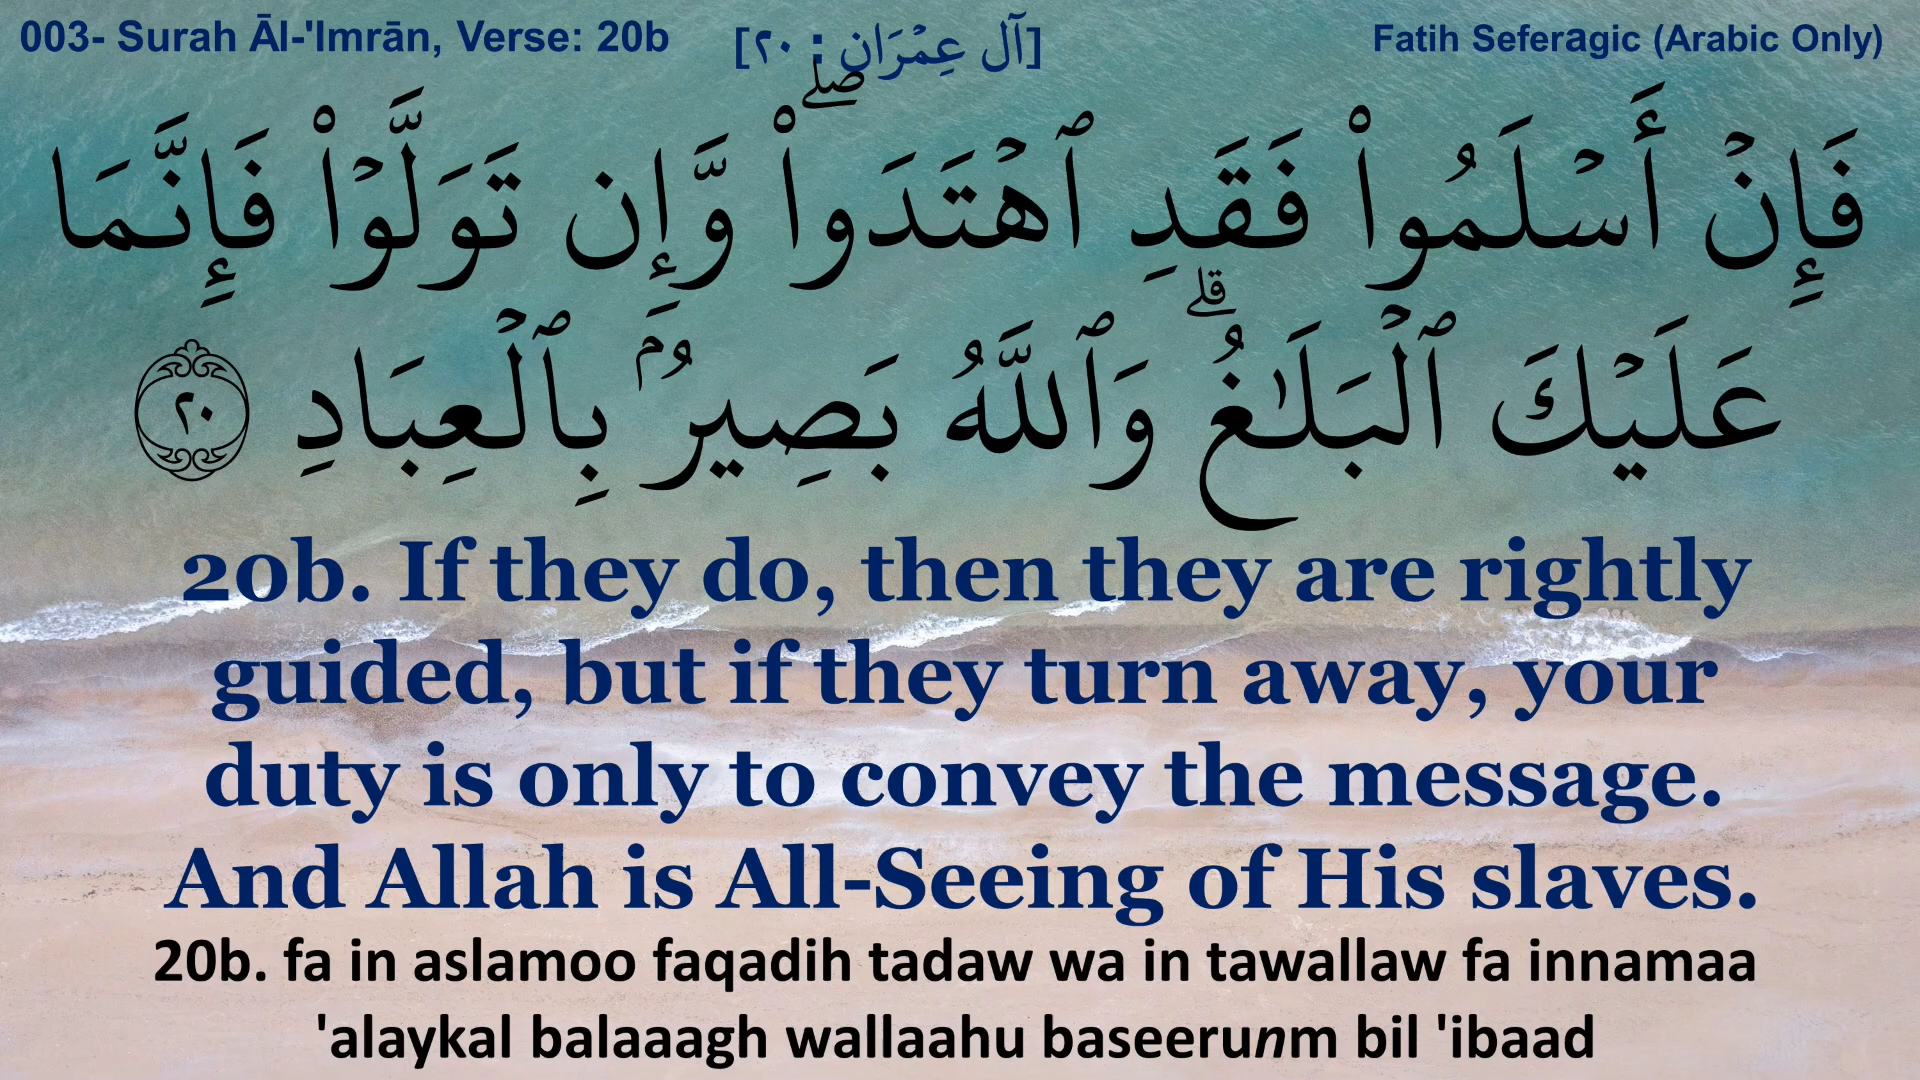 003- Surah Āl-'Imrān, Verse: 20b
[آل عِمۡرَان : ٢٠]
Fatih Seferagic (Arabic Only)
فَإِنۡ أَسۡلَمُواْ فَقَدِ ٱهۡتَدَواْۖ وَّإِن تَوَلَّوۡاْ فَإِنَّمَا
عَلَيۡكَ ٱلۡبَلَٰغُۗ وَٱللَّهُ بَصِيرُۢ بِٱلۡعِبَادِ ٢٠
20b. If they do, then they are rightly
guided, but if they turn away, your
duty is only to convey the message.
And Allah is All-Seeing of His slaves.
20b. fa in aslamoo faqadih tadaw wa in tawallaw fa innamaa
'alaykal balaaagh wallaahu baseerunm bil 'ibaad